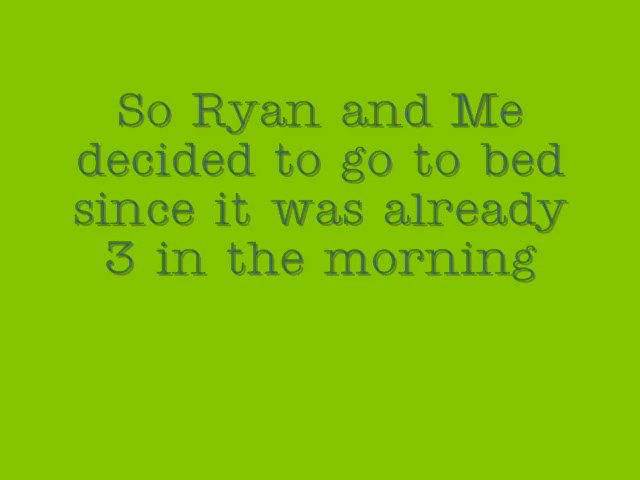 So Ryan and Me
decided to go to bed
since it was already
3 in the morning